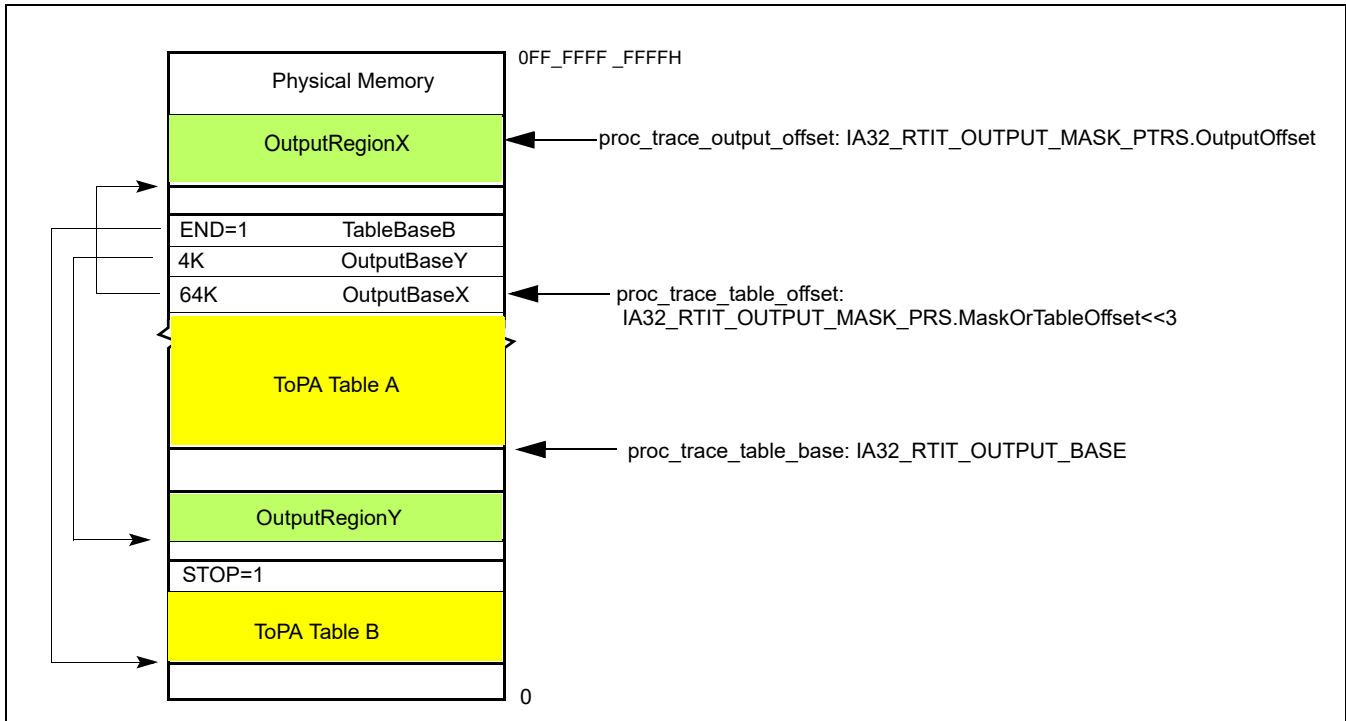 0FF_FFFF _FFFFH
Physical Memory
OutputRegionX
proc_trace_output_offset: IA32_RTIT_OUTPUT_MASK_PTRS.OutputOffset
END=1 TableBaseB
4K OutputBaseY
64K OutputBaseX
proc_trace_table_offset:
IA32_RTIT_OUTPUT_MASK_PRS.MaskOrTableOffset<<3
ToPA Table A
proc_trace_table_base: IA32_RTIT_OUTPUT_BASE
OutputRegionY
STOP=1
ToPA Table B
0